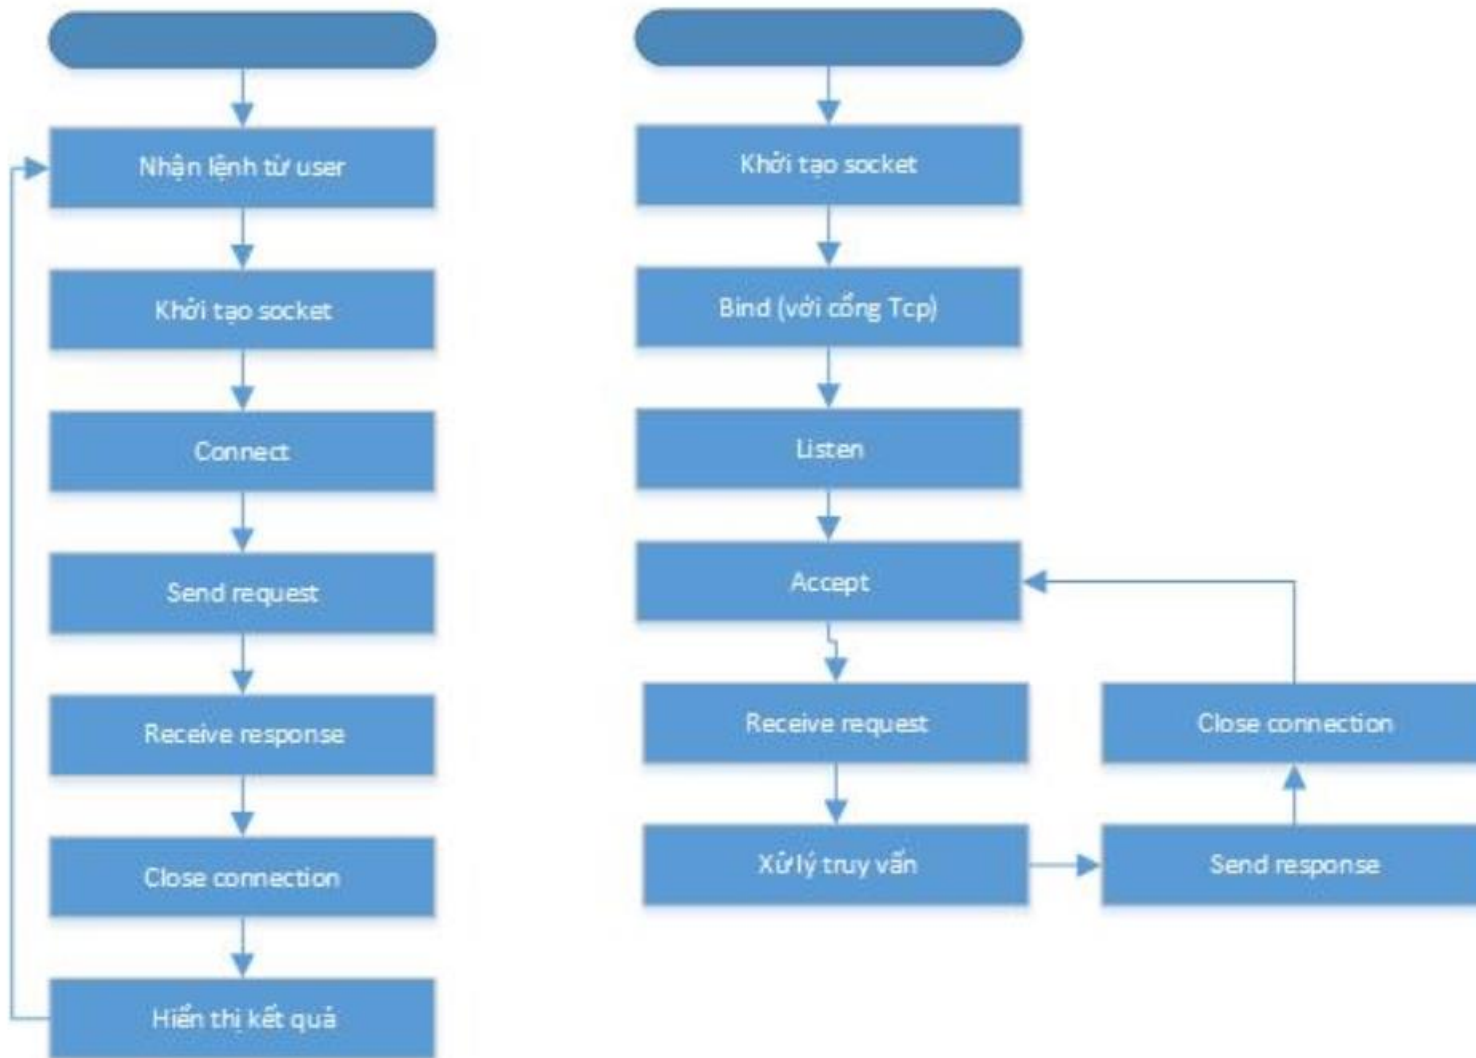 Nhận lệnh từ user
Khởi tạo socket
Connect
Send request
Receive response
Close connection
Hiển thị kết quả
Khởi tạo socket
Bind (với cổng Tcp)
Listen
Accept
Receive request
Xử lý truy vấn
Send response
Close connection